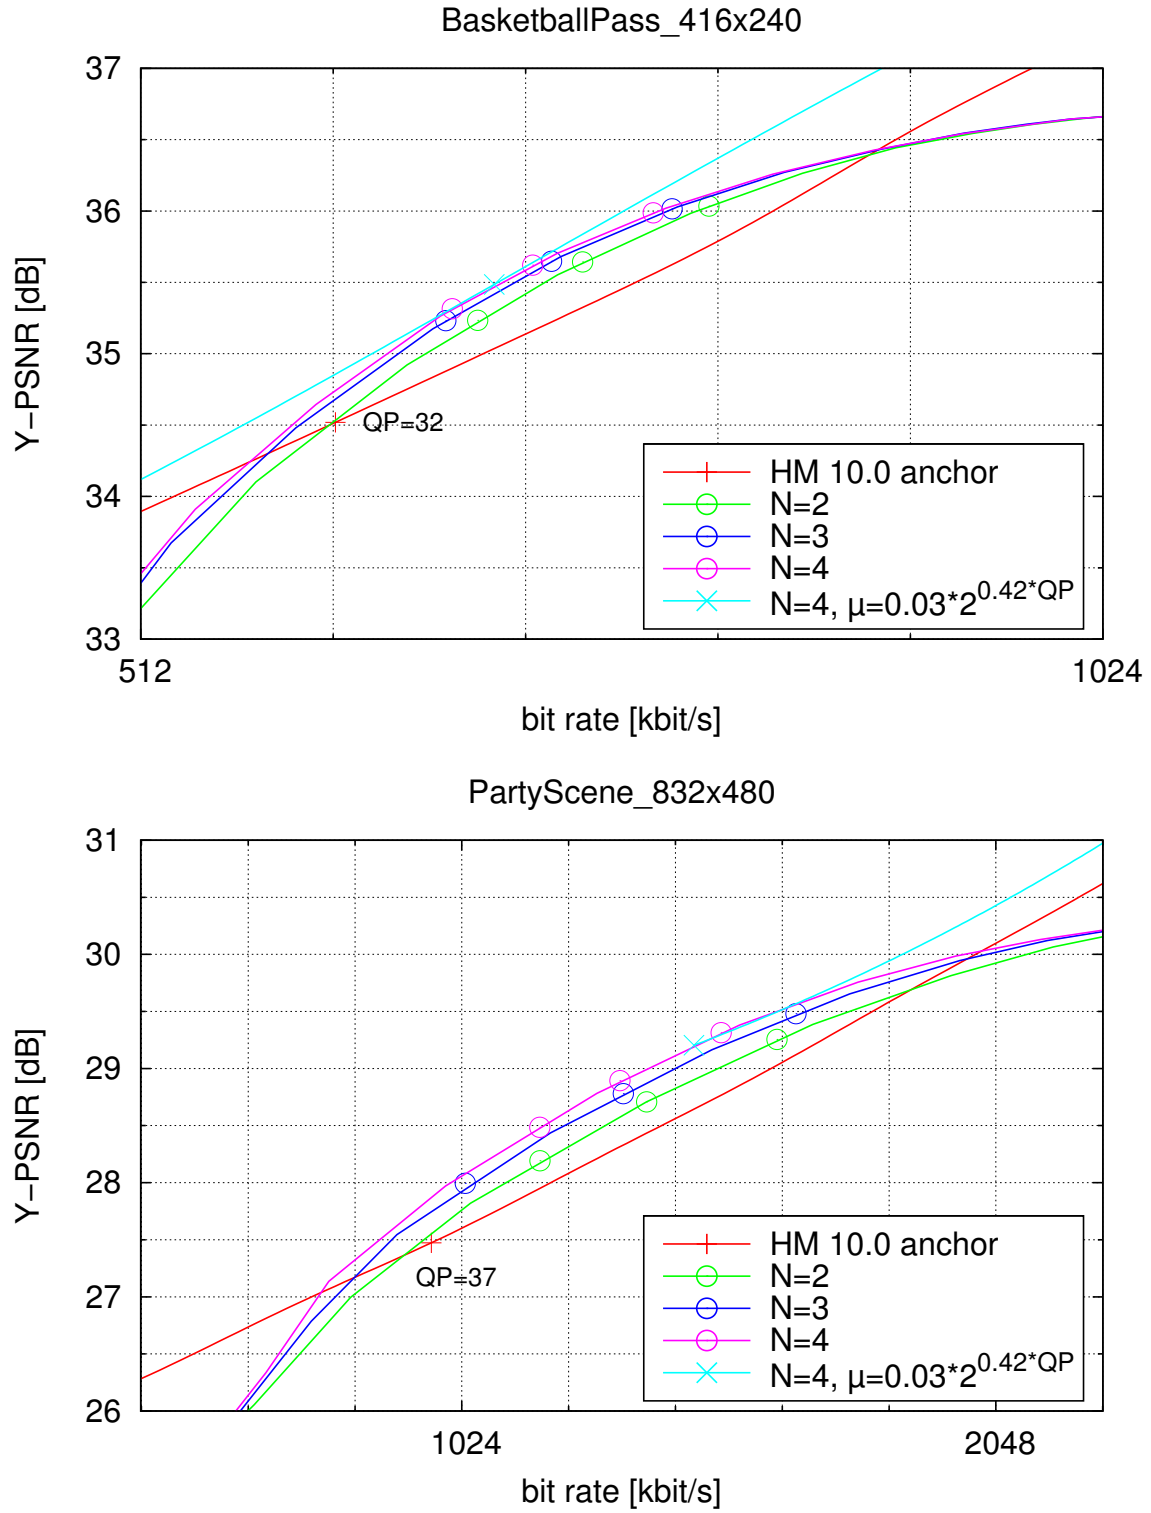 BasketballPass_416x240
37
36
35
34
33
Y−PSNR [dB]
QP=32
HM 10.0 anchor
N=2
N=3
N=4
N=4, μ=0.03*2^0.42*QP
512
1024
bit rate [kbit/s]
PartyScene_832x480
31
30
29
28
27
26
Y−PSNR [dB]
QP=37
HM 10.0 anchor
N=2
N=3
N=4
N=4, μ=0.03*2^0.42*QP
1024
2048
bit rate [kbit/s]